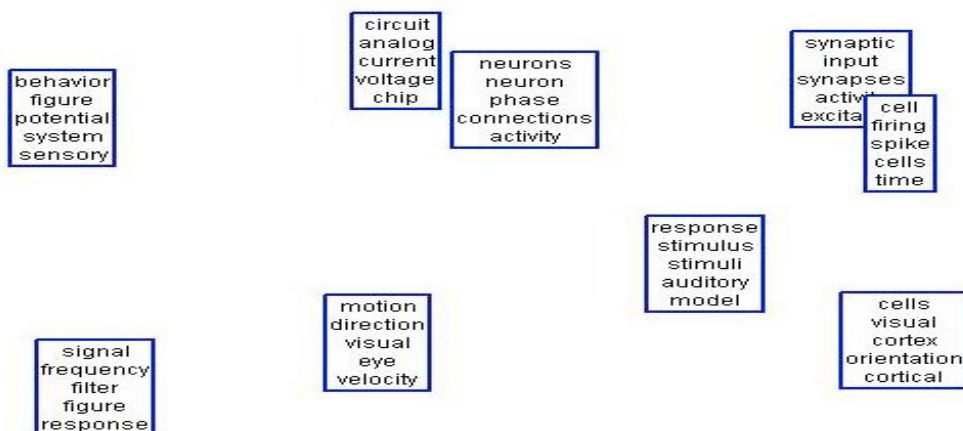 behavior
figure
potential
system
sensory
circuit
analog
current
voltage
chip
neurons
neuron
phase
connections
activity
synaptic
input
synapses
cell
firing
spike
cells
time
response
stimulus
stimuli
auditory
model
motion
direction
visual
eye
velocity
cells
visual
cortex
orientation
cortical
signal
frequency
filter
figure
response